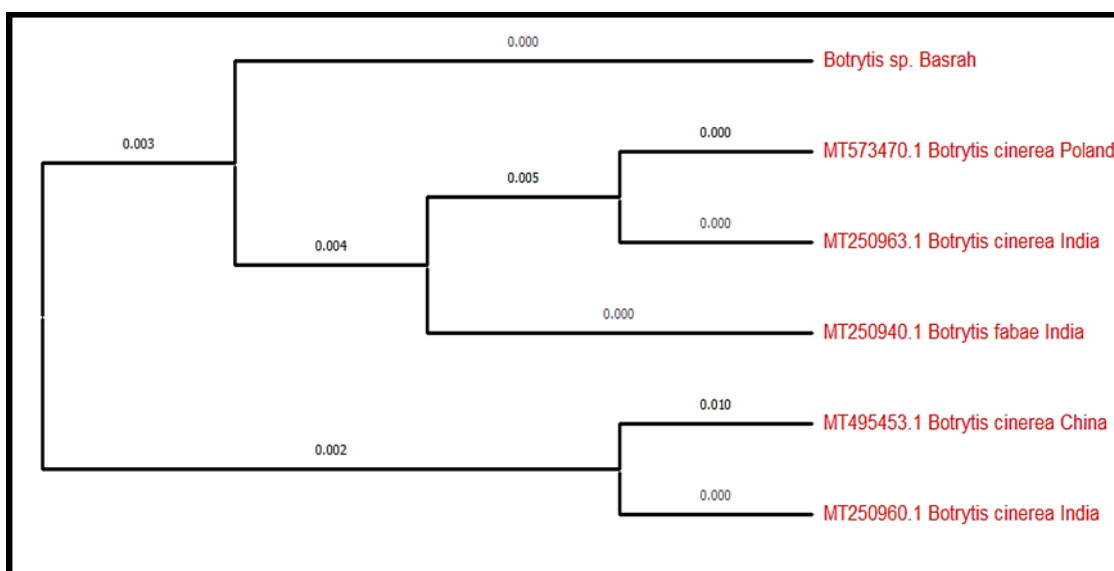 0.000
Botrytis sp. Basrah
0.003
0.000
MT573470.1 Botrytis cinerea Poland
0.005
0.000
MT250963.1 Botrytis cinerea India
0.004
0.000
MT250940.1 Botrytis fabae India
0.010
MT495453.1 Botrytis cinerea China
0.002
0.000
MT250960.1 Botrytis cinerea India